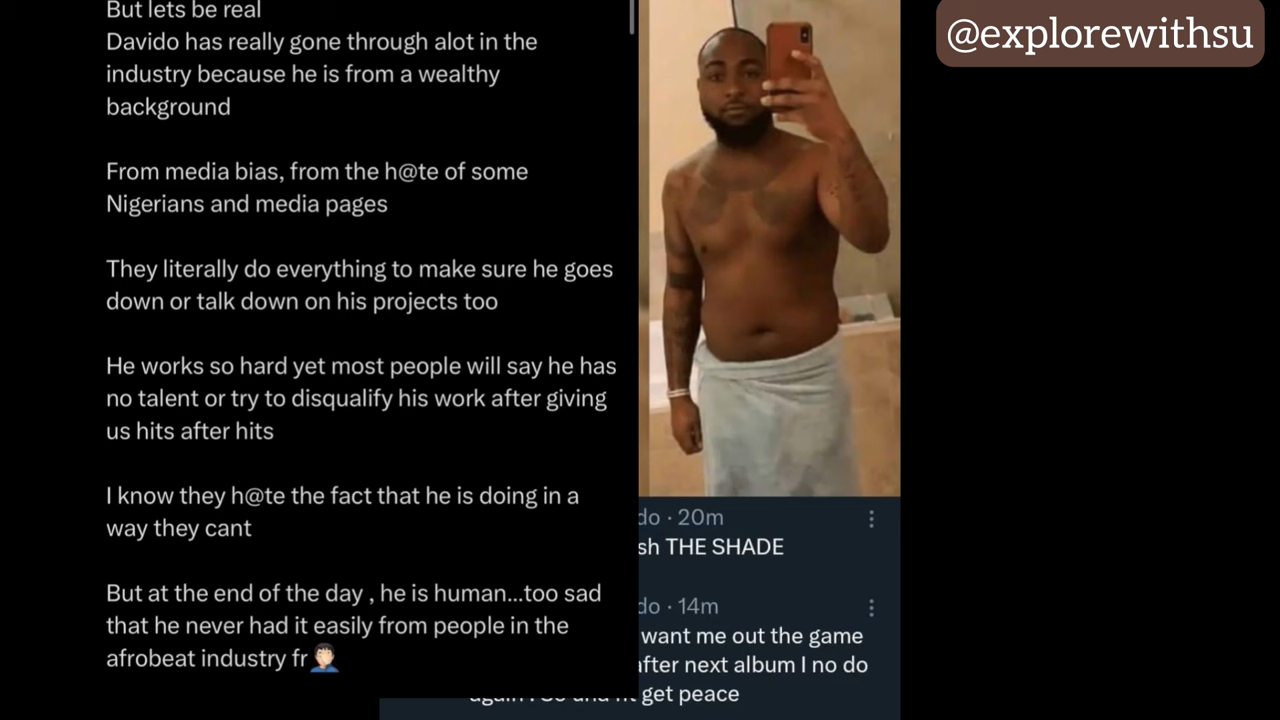 But lets be real
Davido has really gone through alot in the
industry because he is from a wealthy
background
From media bias, from the h@te of some
Nigerians and media pages
They literally do everything to make sure he goes
down or talk down on his projects too
He works so hard yet most people will say he has
no talent or try to disqualify his work after giving
us hits after hits
I know they h@te the fact that he is doing in a
way they cant
But at the end of the day , he is human...too sad
that he never had it easily from people in the
afrobeat industry fr🤦🏻‍♂️
@explorewithsu
do · 20m
sh THE SHADE
do · 14m
want me out the game
after next album I no do
get peace